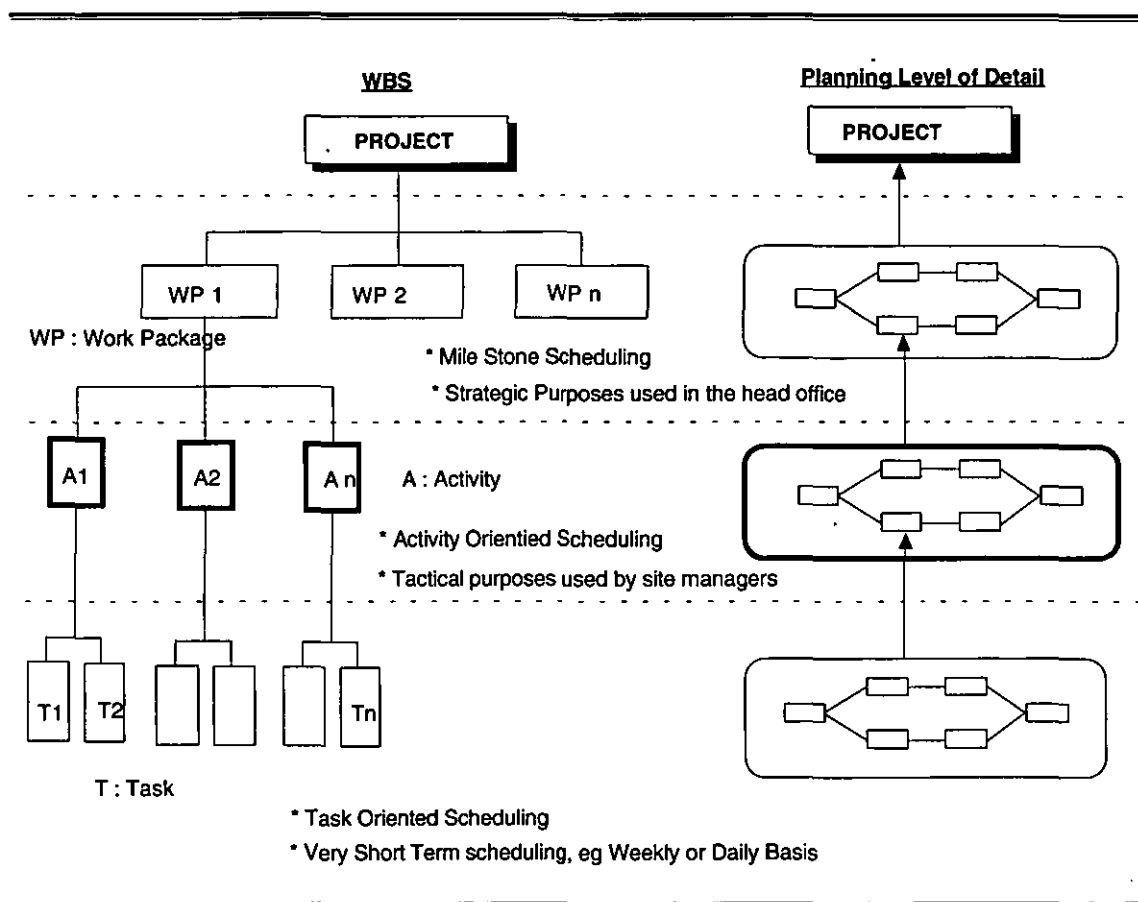 WBS
Planning Level of Detail
PROJECT
PROJECT
WP 1
WP 2
WP n
WP : Work Package
* Mile Stone Scheduling
* Strategic Purposes used in the head office
A1
A2
A n
A : Activity
* Activity Orientied Scheduling
* Tactical purposes used by site managers
T1
T2
Tn
T : Task
* Task Oriented Scheduling
* Very Short Term scheduling, eg Weekly or Daily Basis